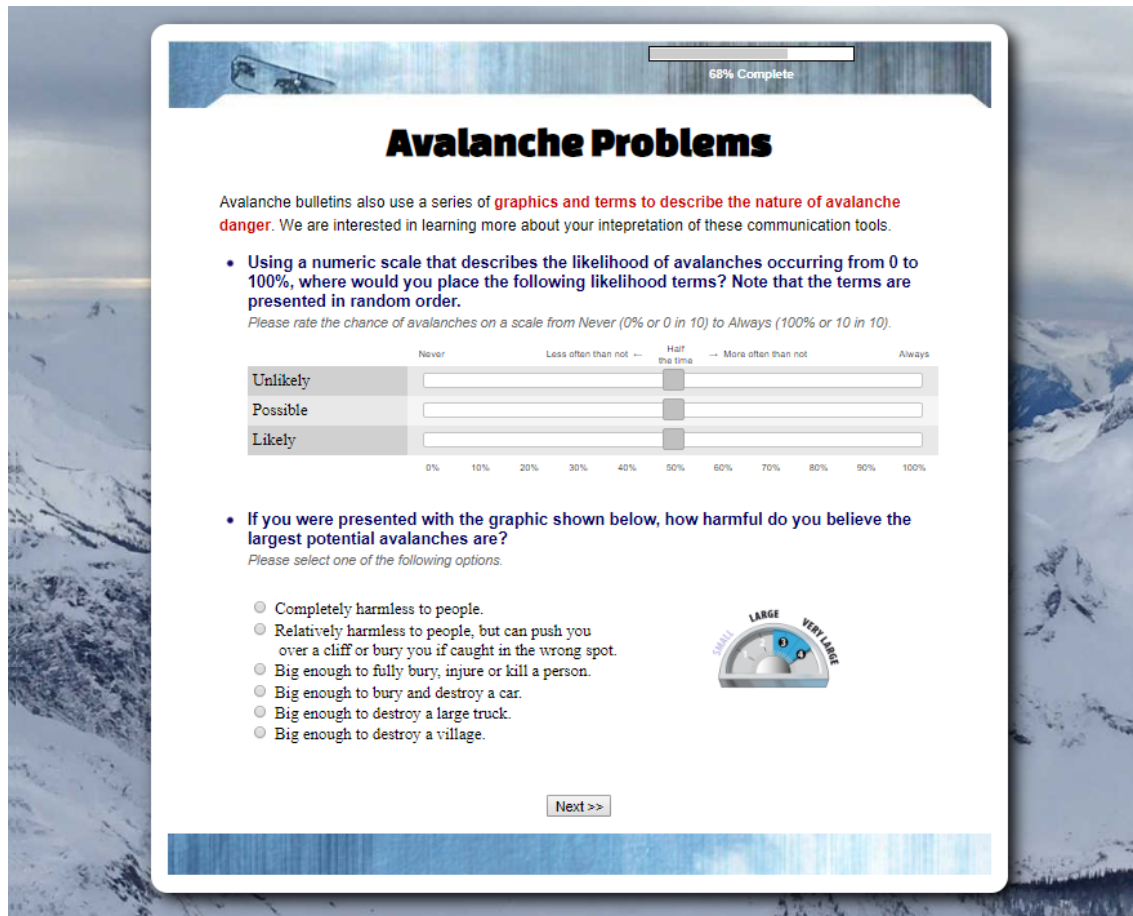 68% Complete
Avalanche Problems
Avalanche bulletins also use a series of graphics and terms to describe the nature of avalanche
danger. We are interested in learning more about your intepretation of these communication tools.
• Using a numeric scale that describes the likelihood of avalanches occurring from 0 to
100%, where would you place the following likelihood terms? Note that the terms are
presented in random order.
Please rate the chance of avalanches on a scale from Never (0% or 0 in 10) to Always (100% or 10 in 10).
Never Less often than not ← Half the time → More often than not Always
Unlikely
Possible
Likely
0% 10% 20% 30% 40% 50% 60% 70% 80% 90% 100%
• If you were presented with the graphic shown below, how harmful do you believe the
largest potential avalanches are?
Please select one of the following options.
Completely harmless to people.
Relatively harmless to people, but can push you
over a cliff or bury you if caught in the wrong spot.
Big enough to fully bury, injure or kill a person.
Big enough to bury and destroy a car.
Big enough to destroy a large truck.
Big enough to destroy a village.
SMALL LARGE VERY LARGE
1 2 3 4
Next >>